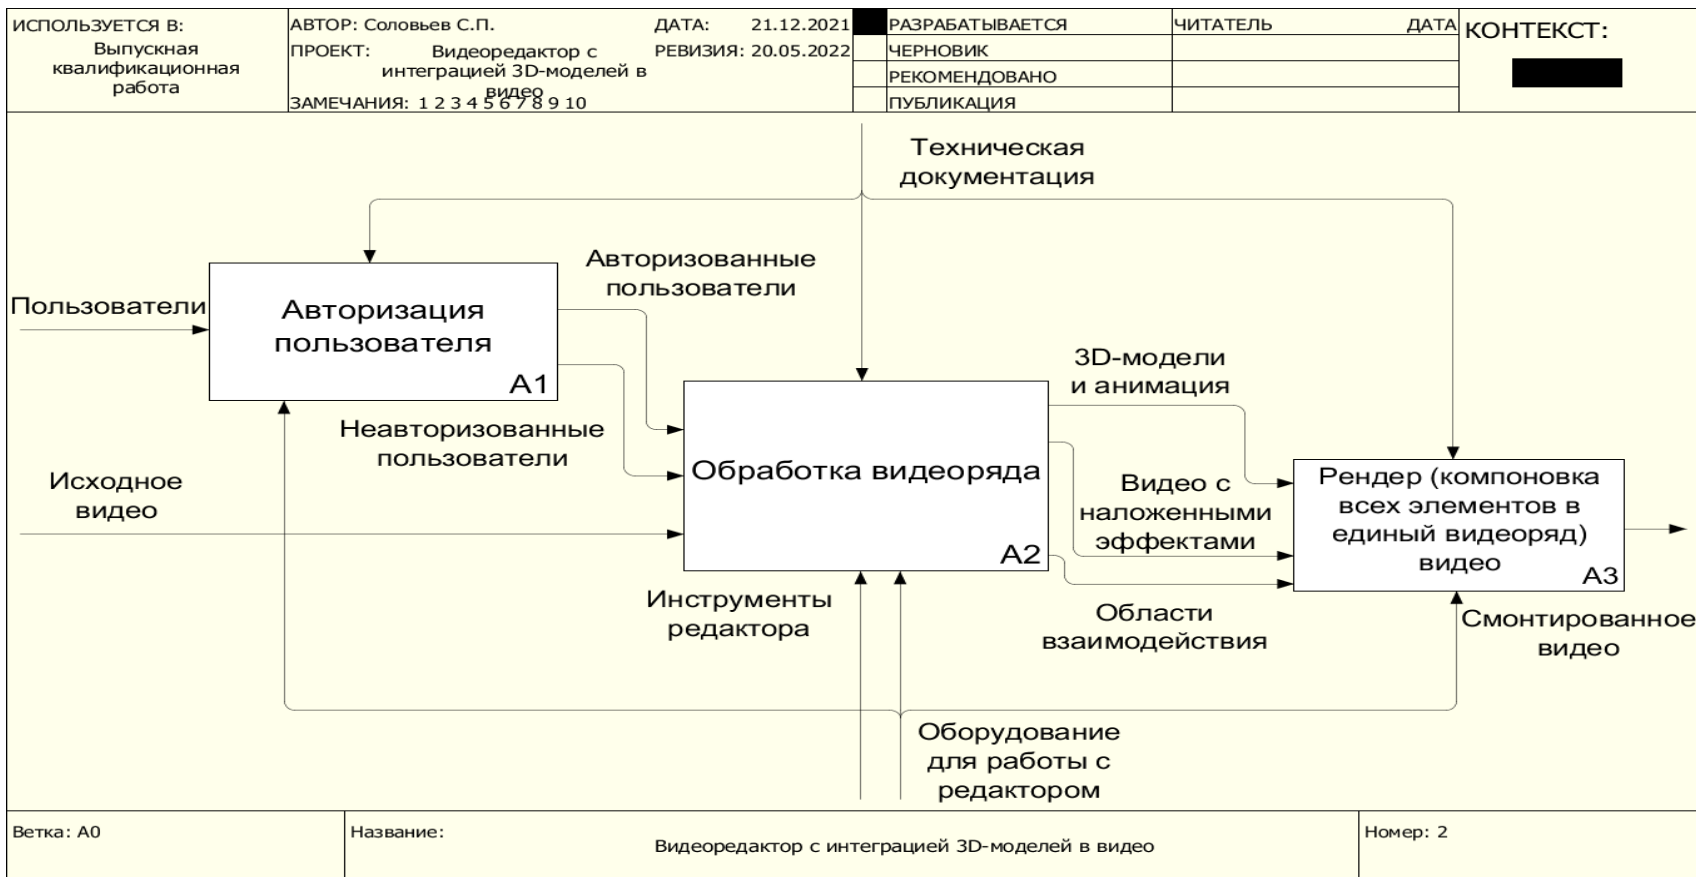 ИСПОЛЬЗУЕТСЯ В:
Выпускная
квалификационная
работа
АВТОР: Соловьев С.П.
ДАТА: 21.12.2021
ПРОЕКТ: Видеоредактор с
интеграцией 3D-моделей в
видео
РЕВИЗИЯ: 20.05.2022
ЗАМЕЧАНИЯ: 1 2 3 4 5 6 7 8 9 10
РАЗРАБАТЫВАЕТСЯ
ЧЕРНОВИК
РЕКОМЕНДОВАНО
ПУБЛИКАЦИЯ
ЧИТАТЕЛЬ ДАТА
КОНТЕКСТ:
Техническая
документация
Авторизованные
пользователи
Пользователи
Авторизация
пользователя
A1
3D-модели
и анимация
Неавторизованные
пользователи
Исходное
видео
Обработка видеоряда
A2
Видео с
наложенными
эффектами
Рендер (компоновка
всех элементов в
единый видеоряд)
видео
A3
Инструменты
редактора
Области
взаимодействия
Смонтированное
видео
Оборудование
для работы с
редактором
Ветка: A0
Название:
Видеоредактор с интеграцией 3D-моделей в видео
Номер: 2